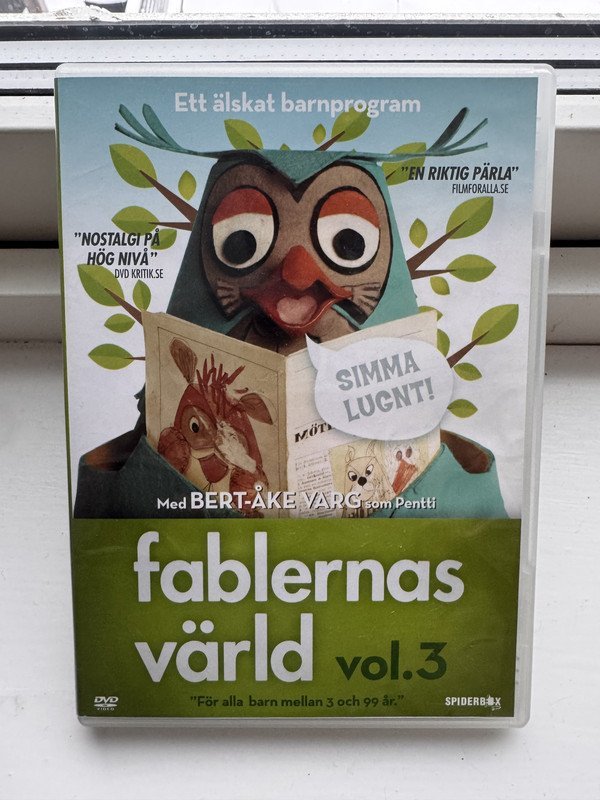 Ett älskat barnprogram
"EN RIKTIG PÄRLA"
FILMFORALLA.SE
"NOSTALGI PÅ
HÖG NIVÅ"
DVD KRITIK.SE
SIMMA
LUGNT!
Med BERT-ÅKE VARG som Pentti
fablernas
värld vol.3
"För alla barn mellan 3 och 99 år."
DVD
VIDEO
SPIDERBOX